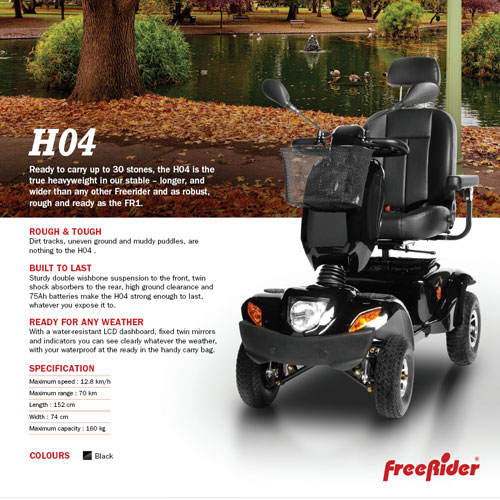 H04
Ready to carry up to 30 stones, the H04 is the
true heavyweight in our stable – longer, and
wider than any other Freerider and as robust,
rough and ready as the FR1.
ROUGH & TOUGH
Dirt tracks, uneven ground and muddy puddles, are
nothing to the H04 .
BUILT TO LAST
Sturdy double wishbone suspension to the front, twin
shock absorbers to the rear, high ground clearance and
75Ah batteries make the H04 strong enough to last,
whatever you expose it to.
READY FOR ANY WEATHER
With a water-resistant LCD dashboard, fixed twin mirrors
and indicators you can see clearly whatever the weather,
with your waterproof at the ready in the handy carry bag.
SPECIFICATION
Maximum speed : 12.8 km/h
Maximum range : 70 km
Length : 152 cm
Width : 74 cm
Maximum capacity : 160 kg
COLOURS Black
FreeRider®